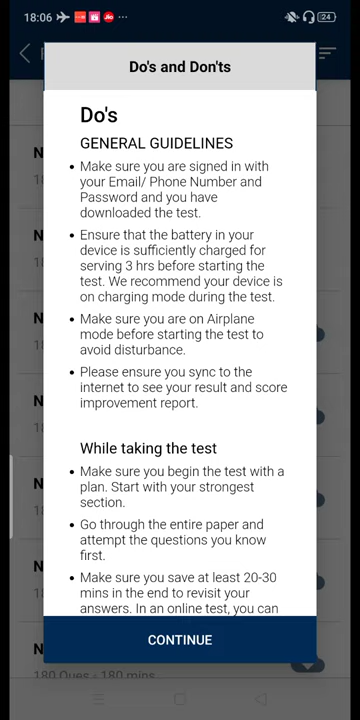 18:06
24
Do's and Don'ts
Do's
GENERAL GUIDELINES
• Make sure you are signed in with
your Email/ Phone Number and
Password and you have
downloaded the test.
• Ensure that the battery in your
device is sufficiently charged for
serving 3 hrs before starting the
test. We recommend your device is
on charging mode during the test.
• Make sure you are on Airplane
mode before starting the test to
avoid disturbance.
• Please ensure you sync to the
internet to see your result and score
improvement report.
While taking the test
• Make sure you begin the test with a
plan. Start with your strongest
section.
• Go through the entire paper and
attempt the questions you know
first.
• Make sure you save at least 20-30
mins in the end to revisit your
answers. In an online test, you can
CONTINUE
180 Ques - 180 mins